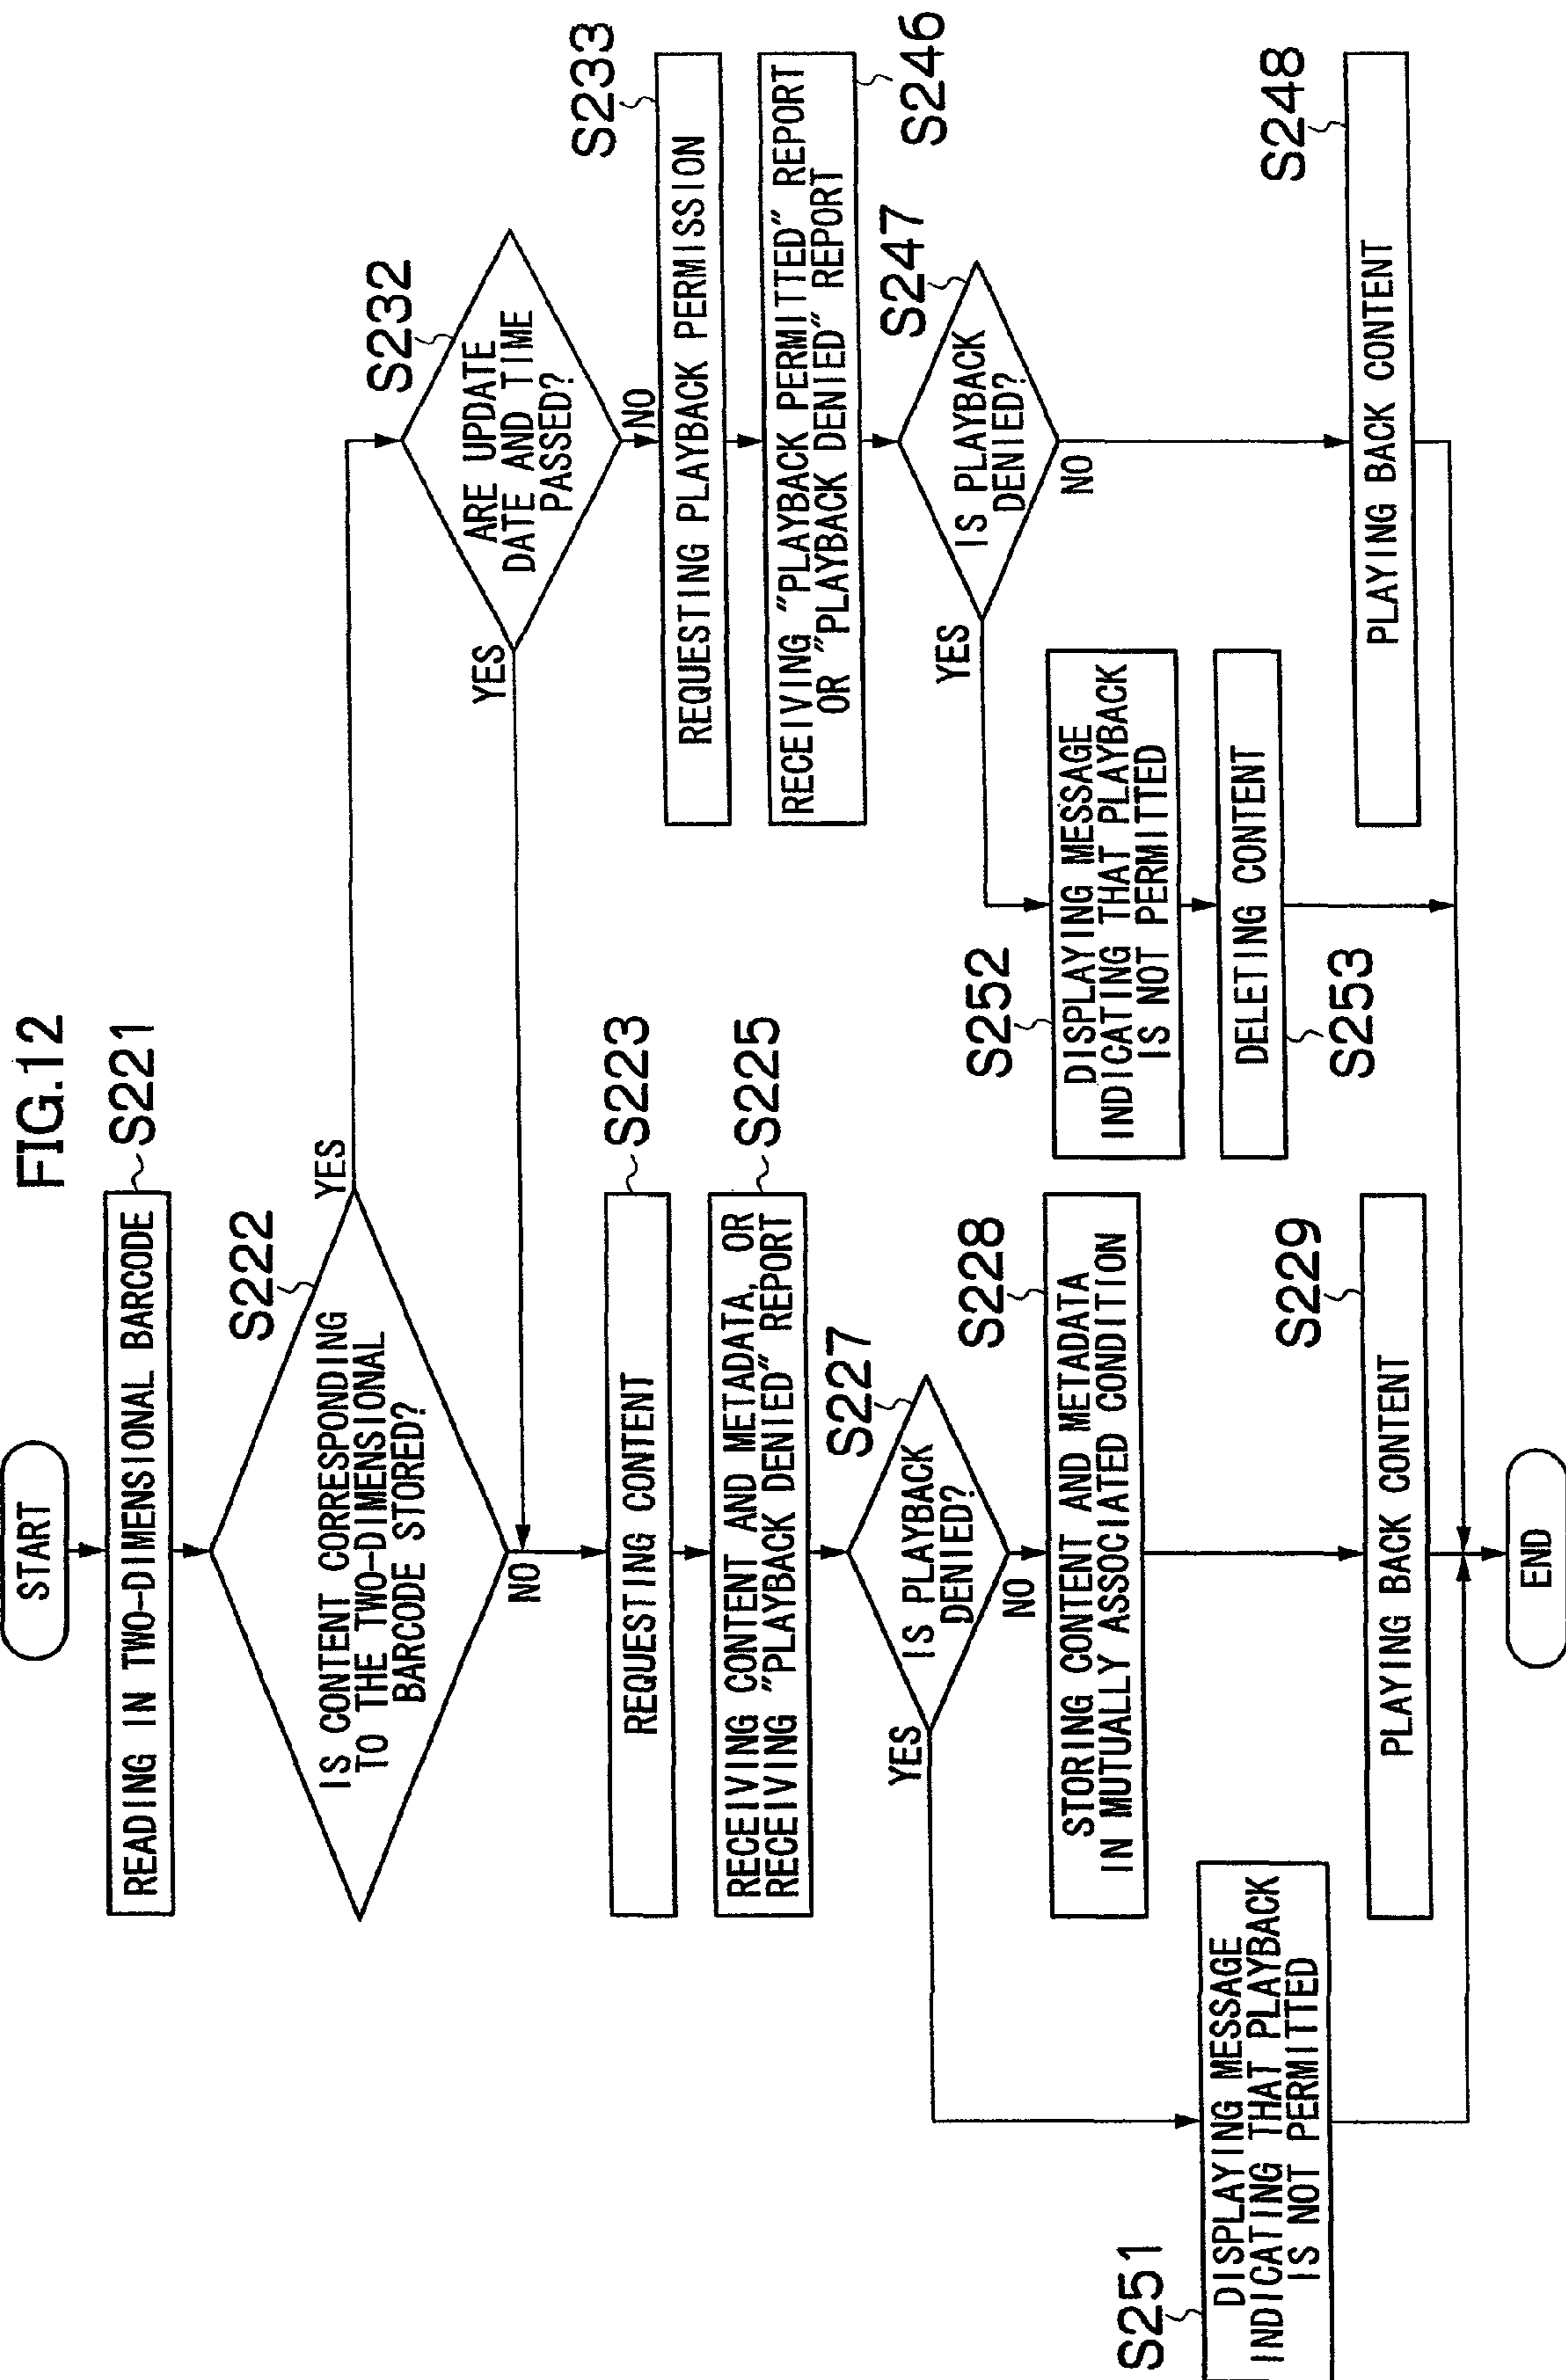 FIG.12
START
READING IN TWO-DIMENSIONAL BARCODE
S221
S222
IS CONTENT CORRESPONDING
TO THE TWO-DIMENSIONAL
BARCODE STORED?
YES
NO
S232
ARE UPDATE
DATE AND TIME
PASSED?
YES
NO
REQUESTING CONTENT
S223
S233
REQUESTING PLAYBACK PERMISSION
RECEIVING CONTENT AND METADATA, OR
RECEIVING "PLAYBACK DENIED" REPORT
S225
RECEIVING "PLAYBACK PERMITTED" REPORT
OR "PLAYBACK DENIED" REPORT
S246
S227
IS PLAYBACK
DENIED?
YES
NO
S247
IS PLAYBACK
DENIED?
YES
NO
S228
STORING CONTENT AND METADATA
IN MUTUALLY ASSOCIATED CONDITION
S252
DISPLAYING MESSAGE
INDICATING THAT PLAYBACK
IS NOT PERMITTED
DELETING CONTENT
S253
S251
DISPLAYING MESSAGE
INDICATING THAT PLAYBACK
IS NOT PERMITTED
S229
PLAYING BACK CONTENT
S248
PLAYING BACK CONTENT
END